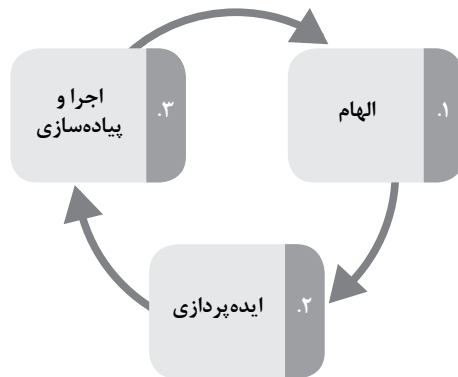 ۱. الهام
۲. ایده‌پردازی
۳. اجرا و
پیاده‌سازی